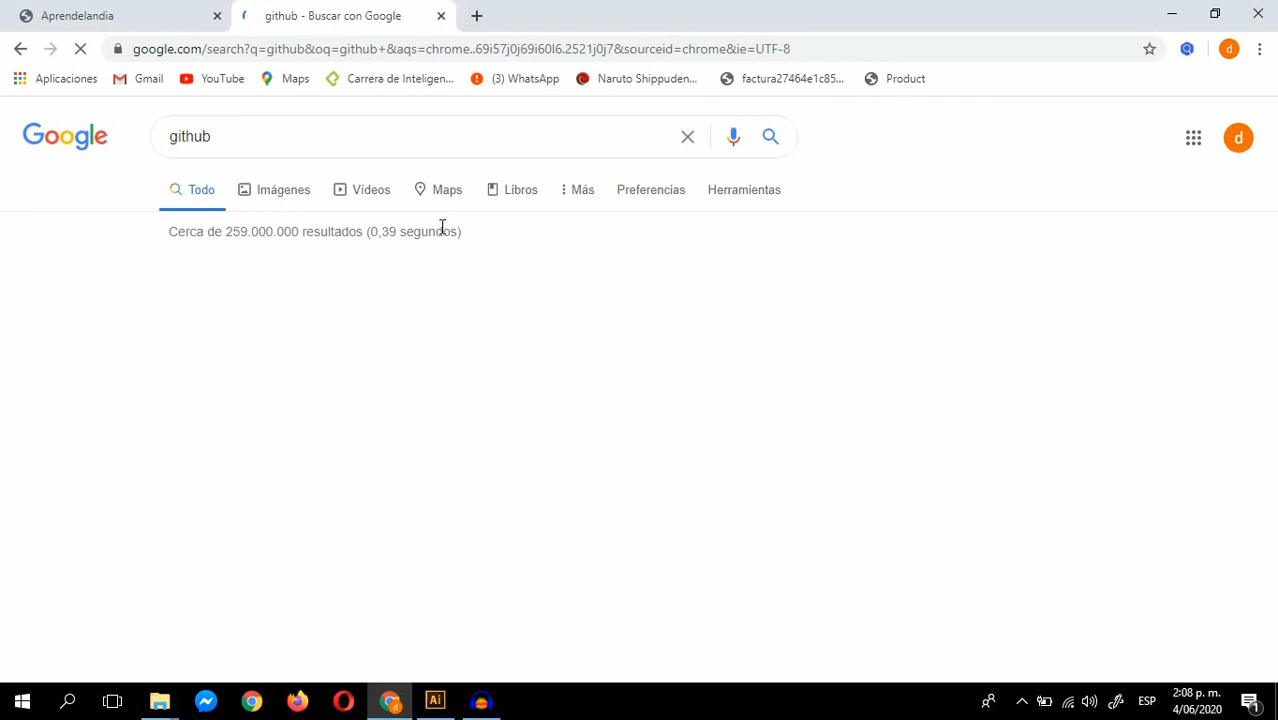 Aprendelandia
github - Buscar con Google
google.com/search?q=github&oq=github+&aqs=chrome..69i57j0j69i60l6.2521j0j7&sourceid=chrome&ie=UTF-8
d
Aplicaciones
Gmail
YouTube
Maps
Carrera de Inteligen...
(3) WhatsApp
Naruto Shippuden...
factura27464e1c85...
Product
Google
github
d
Todo
Imágenes
Vídeos
Maps
Libros
Más
Preferencias
Herramientas
Cerca de 259.000.000 resultados (0,39 segundos)
Ai
ESP
2:08 p. m.
4/06/2020
1